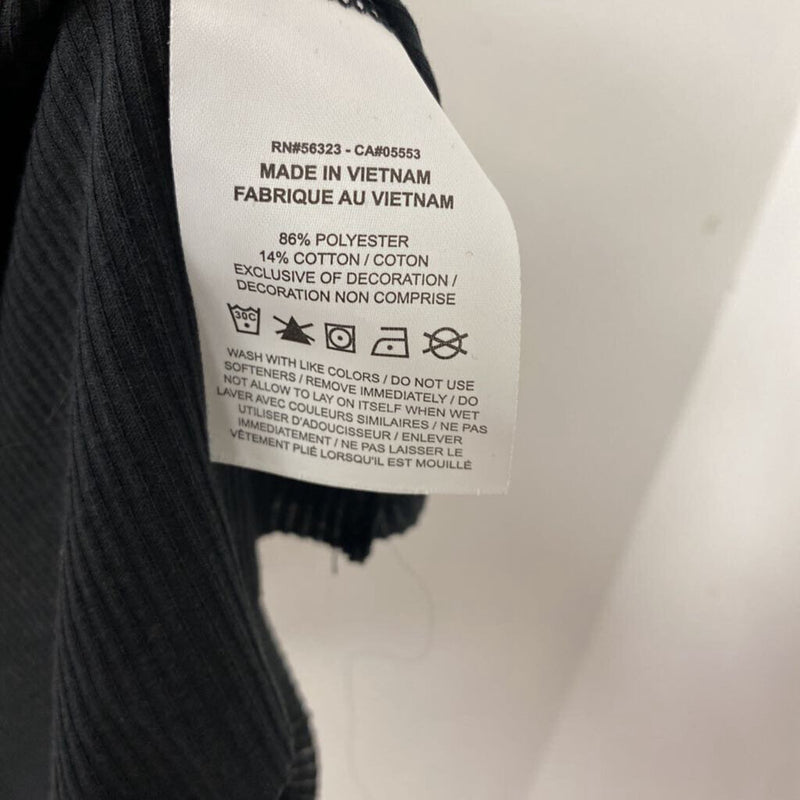 RN#56323 - CA#05553
MADE IN VIETNAM
FABRIQUE AU VIETNAM
86% POLYESTER
14% COTTON / COTON
EXCLUSIVE OF DECORATION /
DECORATION NON COMPRISE
30C
WASH WITH LIKE COLORS / DO NOT USE
SOFTENERS / REMOVE IMMEDIATELY / DO
NOT ALLOW TO LAY ON ITSELF WHEN WET
LAVER AVEC COULEURS SIMILAIRES / NE PAS
UTILISER D'ADOUCISSEUR / ENLEVER
IMMEDIATEMENT / NE PAS LAISSER LE
VÊTEMENT PLIÉ LORSQU'IL EST MOUILLÉ